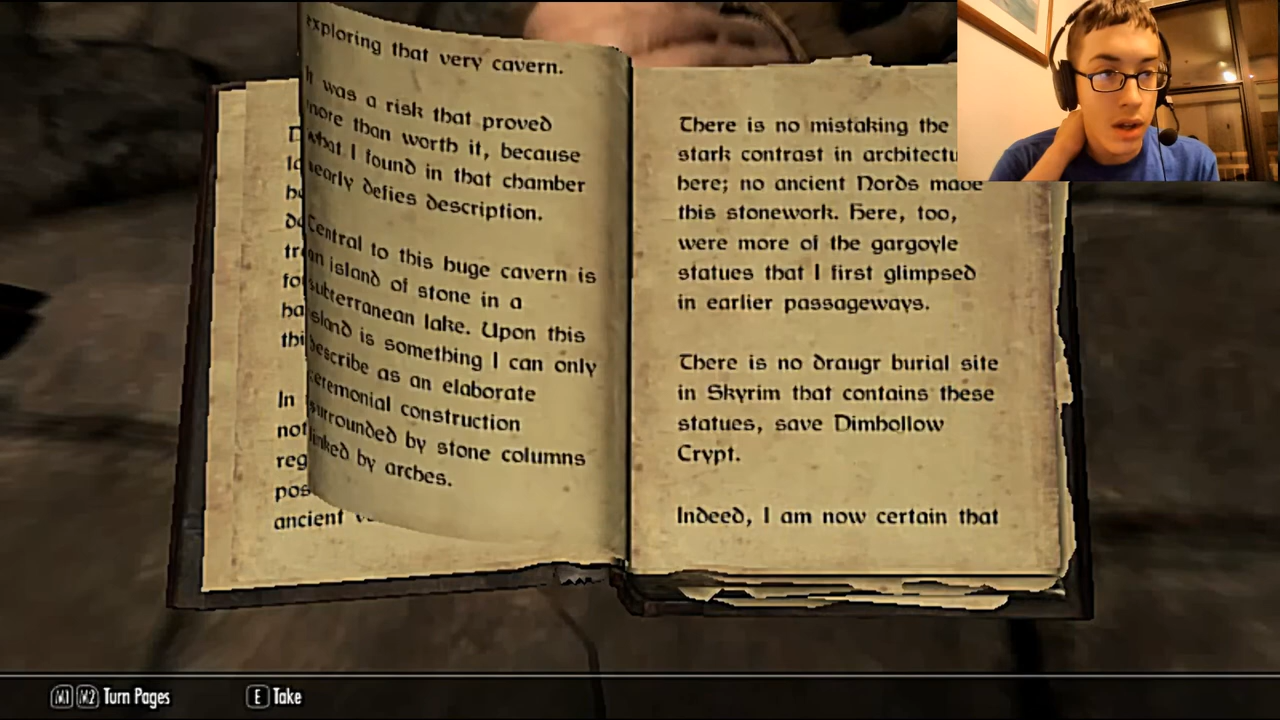 exploring that very cavern.
It was a risk that proved
more than worth it, because
what I found in that chamber
nearly defies description.
Central to this huge cavern is
an island of stone in a
subterranean lake. Upon this
island is something I can only
describe as an elaborate
ceremonial construction
surrounded by stone columns
linked by arches.
In
not
reg
pos
ancient
There is no mistaking the
stark contrast in architectu
here; no ancient Nords made
this stonework. Here, too,
were more of the gargoyle
statues that I first glimpsed
in earlier passageways.
There is no draugr burial site
in Skyrim that contains these
statues, save Dimhollow
Crypt.
Indeed, I am now certain that
M1 M2 Turn Pages
E Take